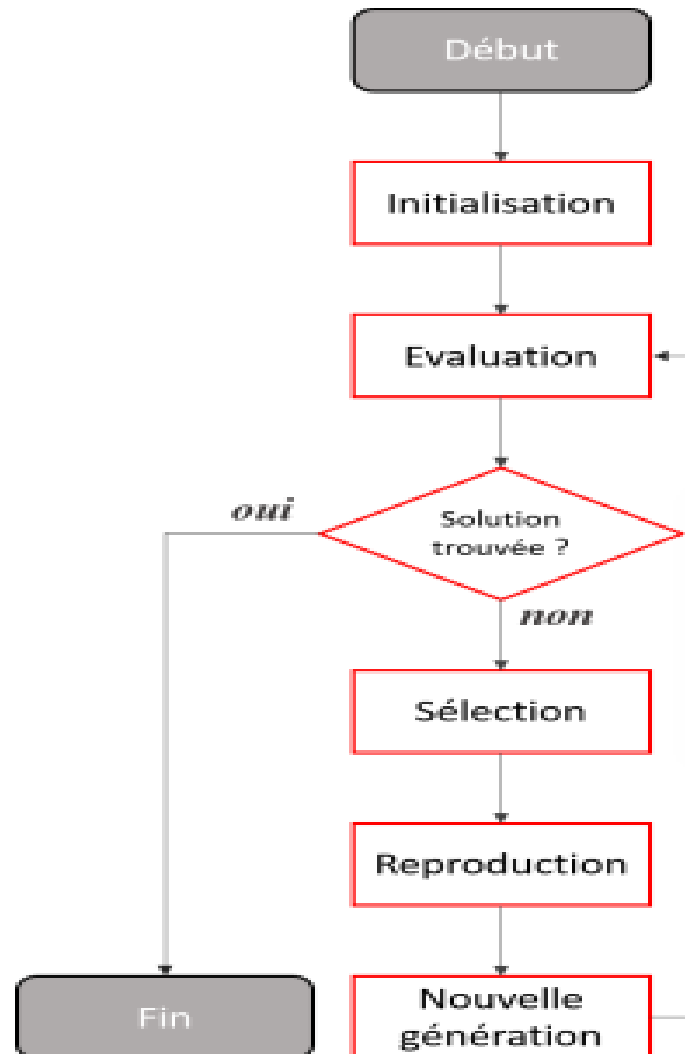 Début
Initialisation
Evaluation
oui
Solution
trouvée ?
non
Sélection
Reproduction
Nouvelle
génération
Fin